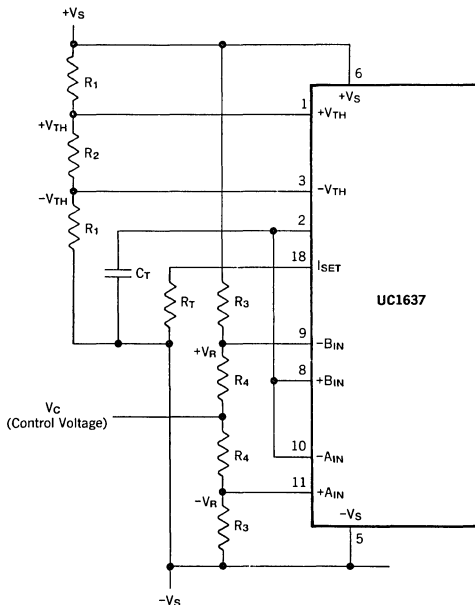 +VS
R1
6
+VS
1
+VTH
+VTH
R2
3
-VTH
-VTH
R1
2
CT
18
ISET
RT
R3
UC1637
9
-BIN
+VR
8
+BIN
R4
VC
(Control Voltage)
10
-AIN
R4
11
+AIN
-VR
-VS
R3
5
-VS